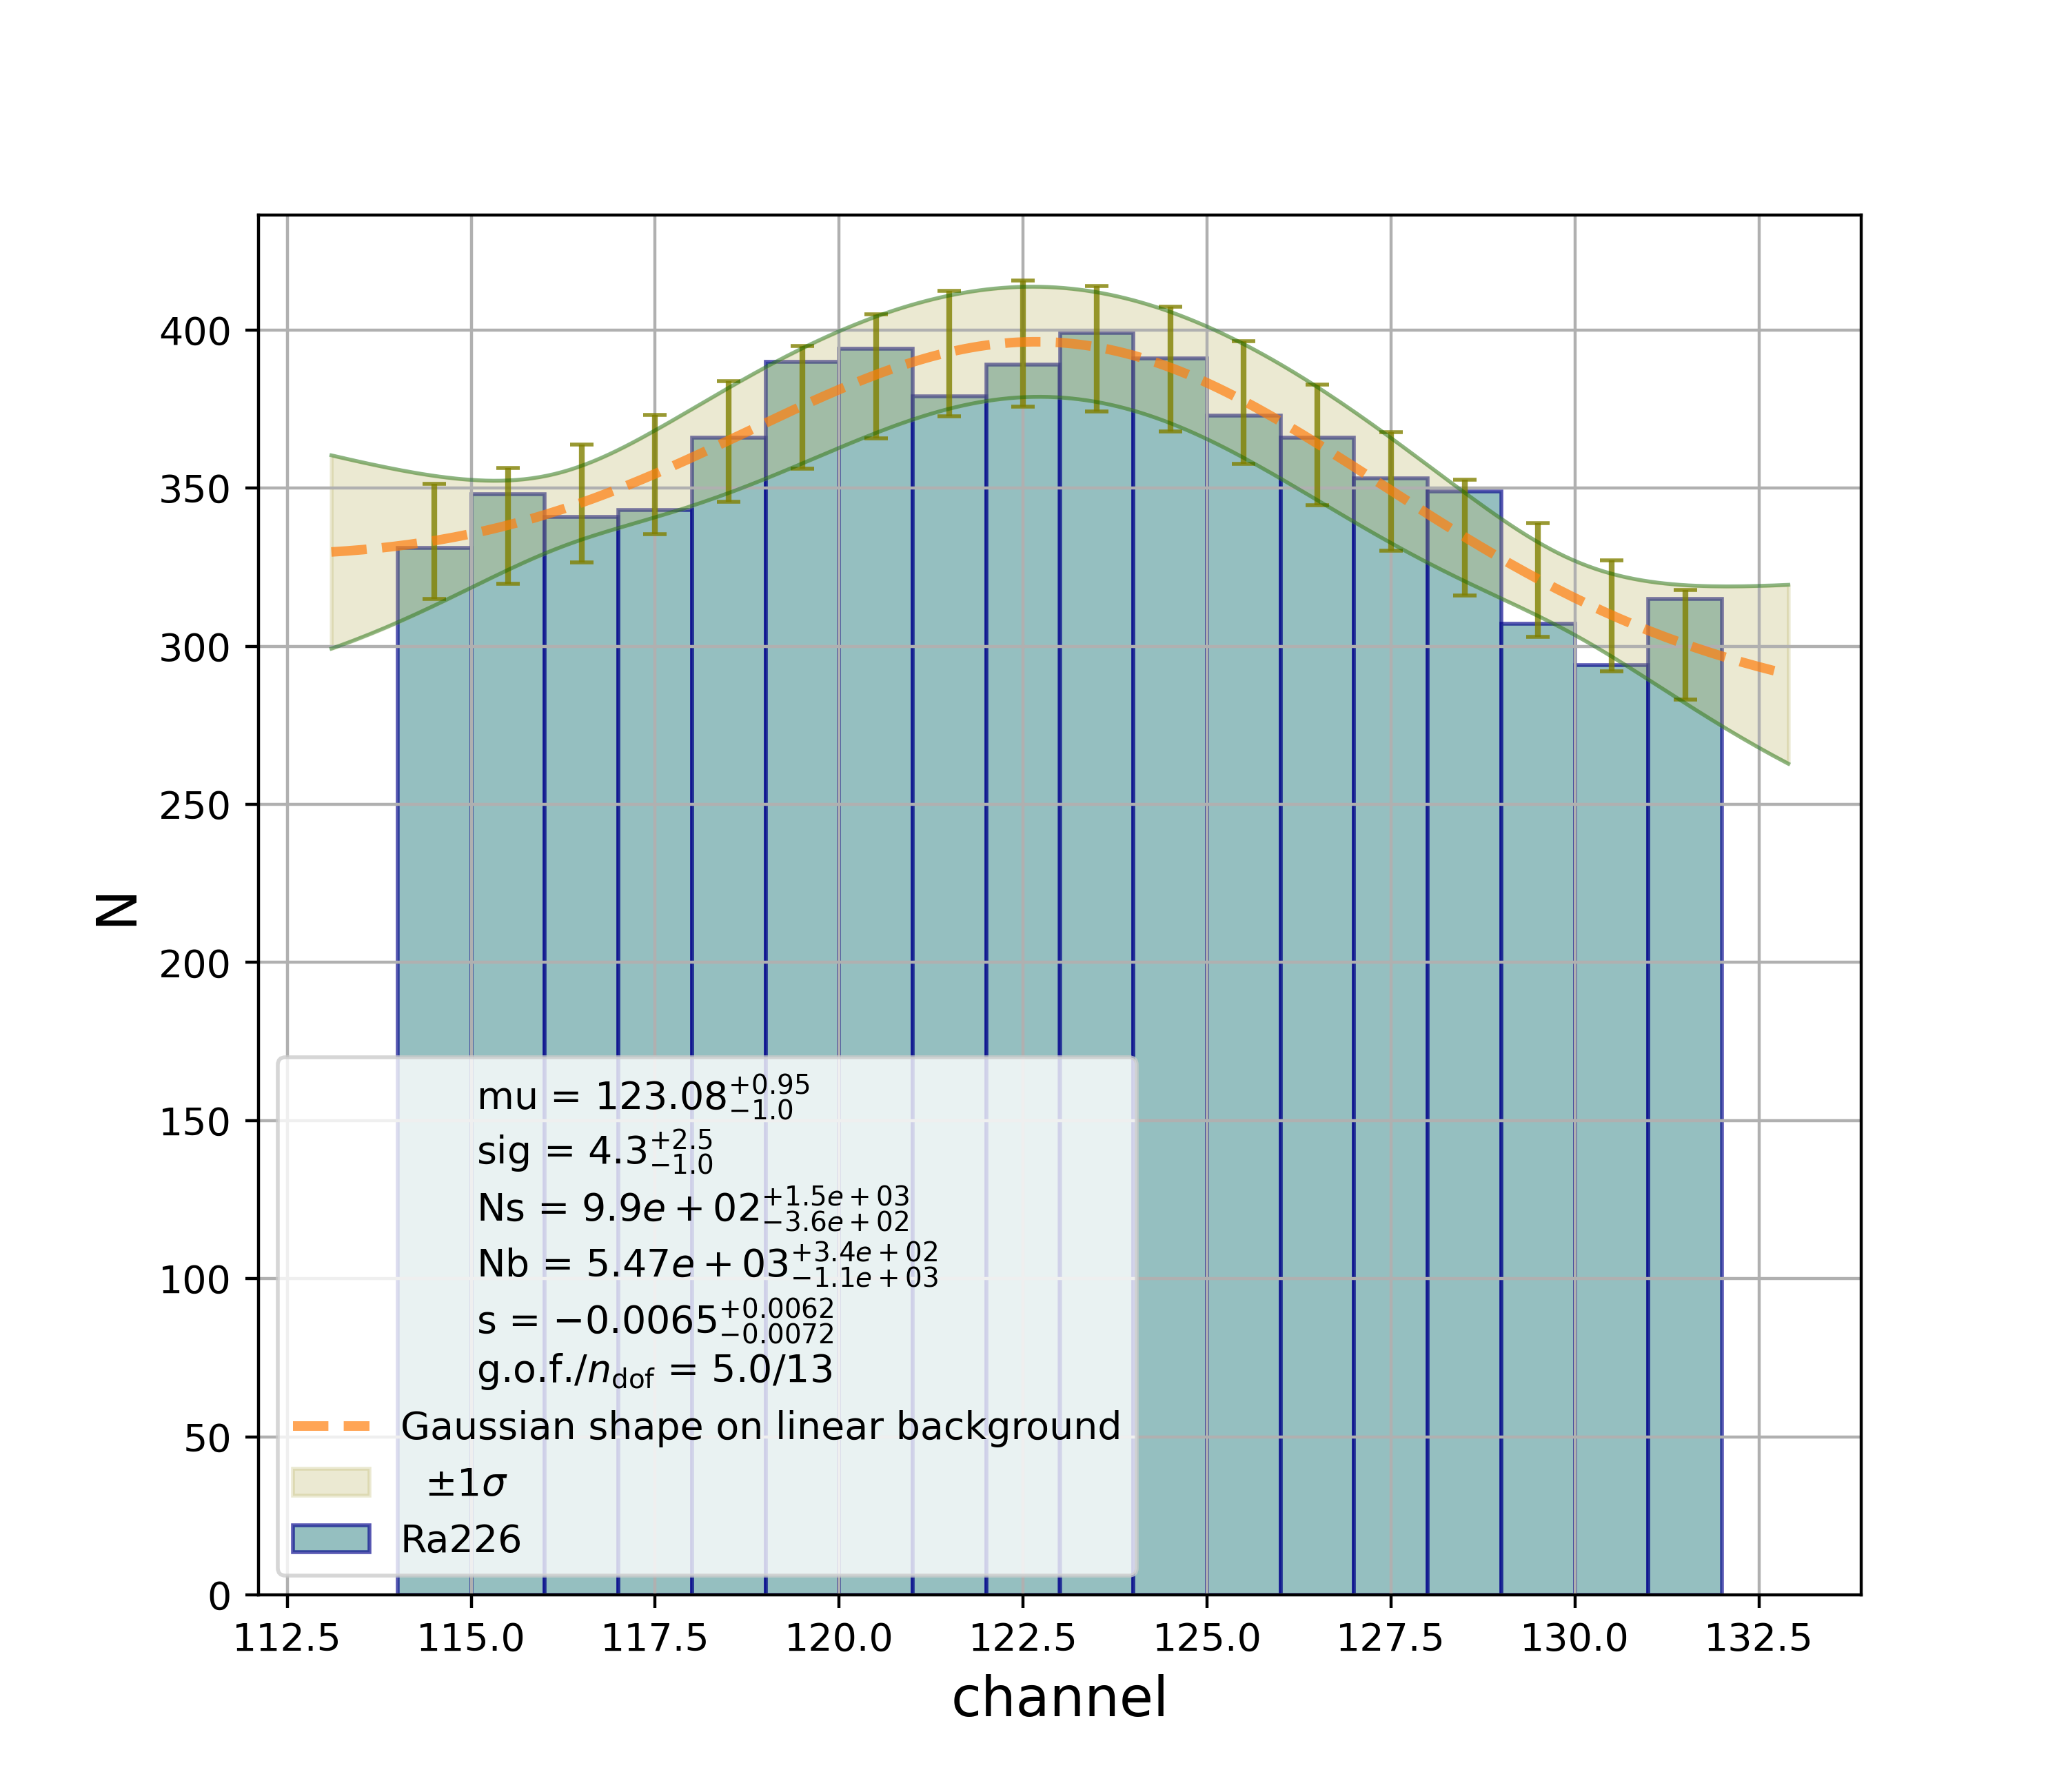 400
350
300
250
200
150
100
50
0
N
mu = 123.08 +0.95 −1.0
sig = 4.3 +2.5 −1.0
Ns = 9.9e + 02 +1.5e + 03 −3.6e + 02
Nb = 5.47e + 03 +3.4e + 02 −1.1e + 03
s = −0.0065 +0.0062 −0.0072
g.o.f./n_dof = 5.0/13
Gaussian shape on linear background
±1σ
Ra226
112.5 115.0 117.5 120.0 122.5 125.0 127.5 130.0 132.5
channel